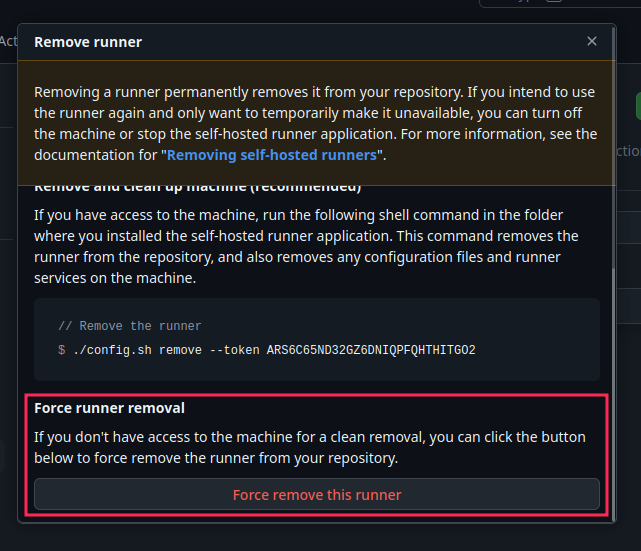 Act
Remove runner
Removing a runner permanently removes it from your repository. If you intend to use
the runner again and only want to temporarily make it unavailable, you can turn off
the machine or stop the self-hosted runner application. For more information, see the
documentation for "Removing self-hosted runners".
ctio
Remove and clean up machine (recommended)
If you have access to the machine, run the following shell command in the folder
where you installed the self-hosted runner application. This command removes the
runner from the repository, and also removes any configuration files and runner
services on the machine.
// Remove the runner
$ ./config.sh remove --token ARS6C65ND32GZ6DNIQPFQHTHITGO2
Force runner removal
If you don't have access to the machine for a clean removal, you can click the button
below to force remove the runner from your repository.
Force remove this runner